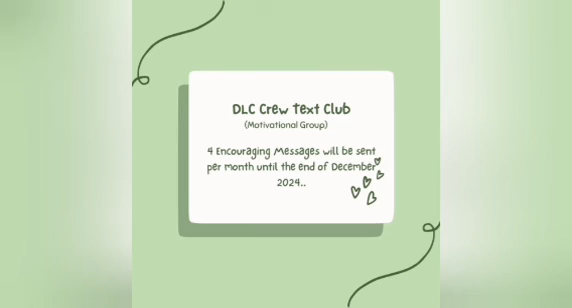 DLC Crew Text Club
(Motivational Group)
4 Encouraging Messages will be sent
per month until the end of December
2024..